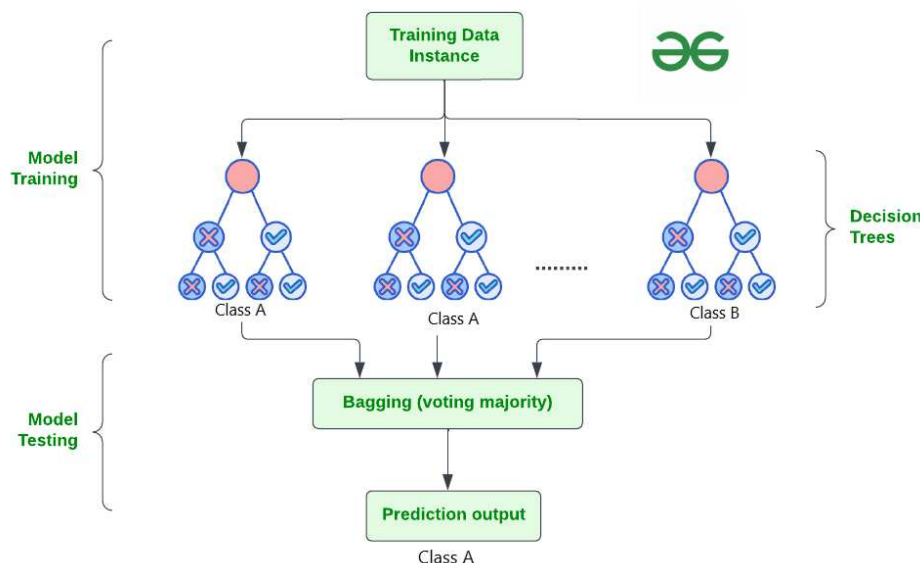 Training Data
Instance
Model
Training
Decision
Trees
Class A
Class A
Class B
Bagging (voting majority)
Model
Testing
Prediction output
Class A